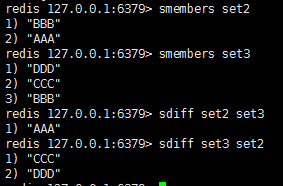 redis 127.0.0.1:6379> smembers set2
1) "BBB"
2) "AAA"
redis 127.0.0.1:6379> smembers set3
1) "DDD"
2) "CCC"
3) "BBB"
redis 127.0.0.1:6379> sdiff set2 set3
1) "AAA"
redis 127.0.0.1:6379> sdiff set3 set2
1) "CCC"
2) "DDD"
redis 127.0.0.1:6379>